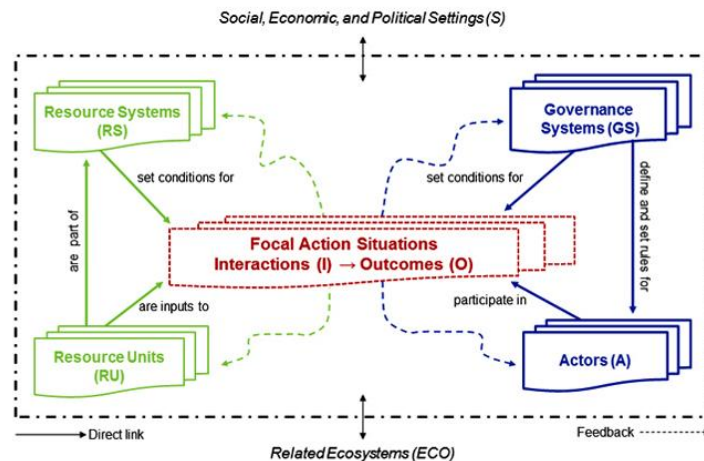 Social, Economic, and Political Settings (S)
Resource Systems
(RS)
Governance
Systems (GS)
set conditions for
set conditions for
are part of
define and set rules for
Focal Action Situations
Interactions (I) → Outcomes (O)
are inputs to
participate in
Resource Units
(RU)
Actors (A)
Direct link
Feedback
Related Ecosystems (ECO)